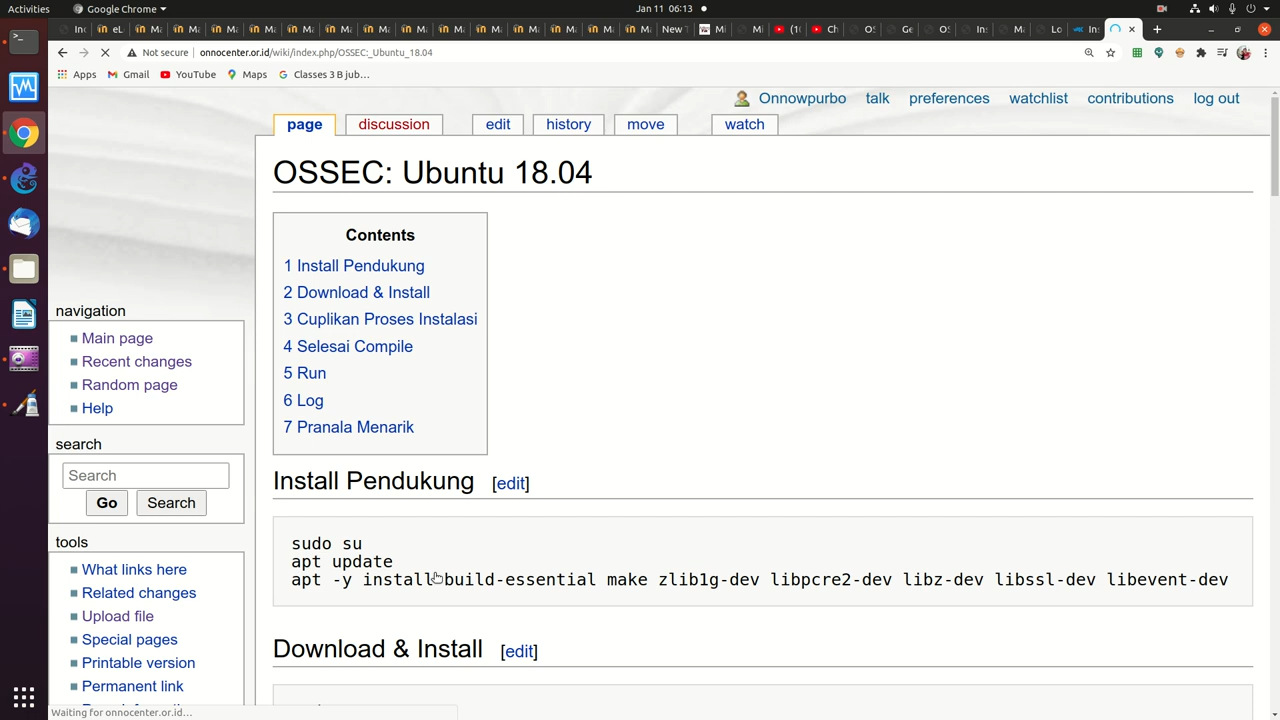 Activities
Google Chrome
Jan 11 06:13
Not secure
onnocenter.or.id/wiki/index.php/OSSEC:_Ubuntu_18.04
Apps
Gmail
YouTube
Maps
Classes 3 B jub…
Onnowpurbo
talk
preferences
watchlist
contributions
log out
page
discussion
edit
history
move
watch
OSSEC: Ubuntu 18.04
Contents
1 Install Pendukung
2 Download & Install
3 Cuplikan Proses Instalasi
4 Selesai Compile
5 Run
6 Log
7 Pranala Menarik
navigation
Main page
Recent changes
Random page
Help
search
Search
Go
Search
tools
What links here
Related changes
Upload file
Special pages
Printable version
Permanent link
Install Pendukung [edit]
sudo su
apt update
apt -y install build-essential make zlib1g-dev libpcre2-dev libz-dev libssl-dev libevent-dev
Download & Install [edit]
Waiting for onnocenter.or.id…